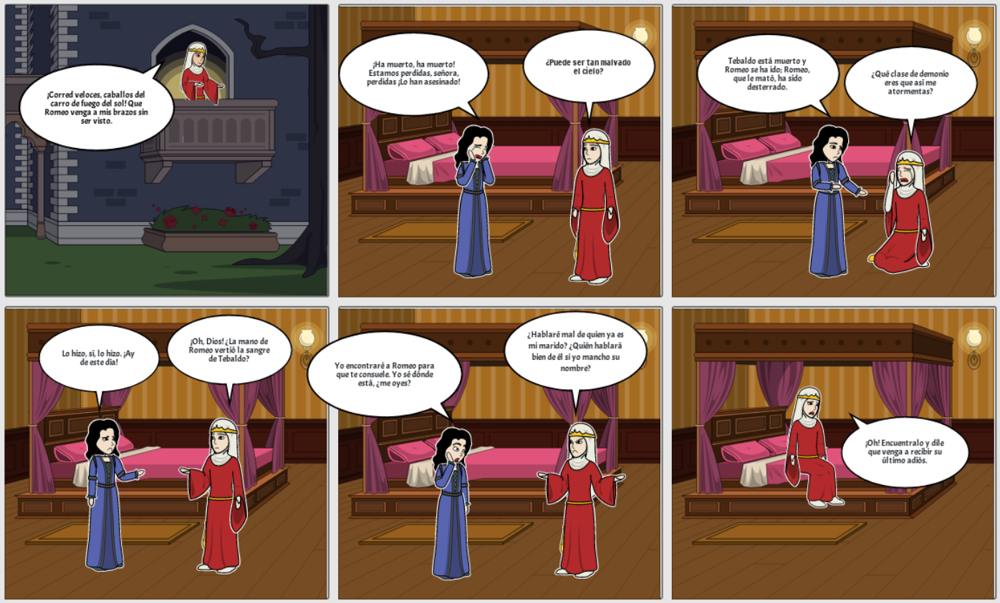 ¡Corred veloces, caballos del
carro de fuego del sol! Que
Romeo venga a mis brazos sin
ser visto.
¡Ha muerto, ha muerto!
Estamos perdidas, señora,
perdidas ¡Lo han asesinado!
¿Puede ser tan malvado
el cielo?
Tebaldo está muerto y
Romeo se ha ido; Romeo,
que le mató, ha sido
desterrado.
¿Qué clase de demonio
eres que así me
atormentas?
Lo hizo, sí, lo hizo. ¡Ay
de este día!
¡Oh, Dios! ¿La mano de
Romeo vertió la sangre
de Tebaldo?
Yo encontraré a Romeo para
que te consuele. Yo sé dónde
está, ¿me oyes?
¿Hablaré mal de quien ya es
mi marido? ¿Quién hablará
bien de él si yo mancho su
nombre?
¡Oh! Encuentralo y dile
que venga a recibir su
último adiós.